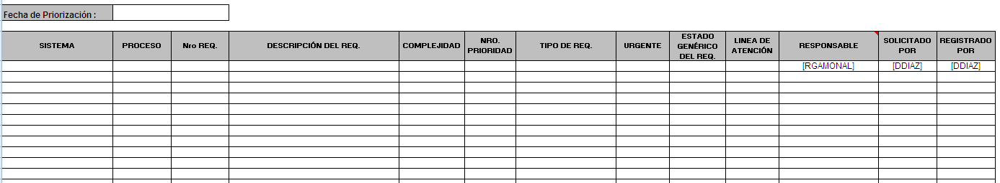 Fecha de Priorización :
SISTEMA
PROCESO
Nro REQ.
DESCRIPCIÓN DEL REQ.
COMPLEJIDAD
NRO.
PRIORIDAD
TIPO DE REQ.
URGENTE
ESTADO
GENÉRICO
DEL REQ.
LINEA DE
ATENCIÓN
RESPONSABLE
SOLICITADO
POR
REGISTRADO
POR
[RGAMONAL]
[DDIAZ]
[DDIAZ]